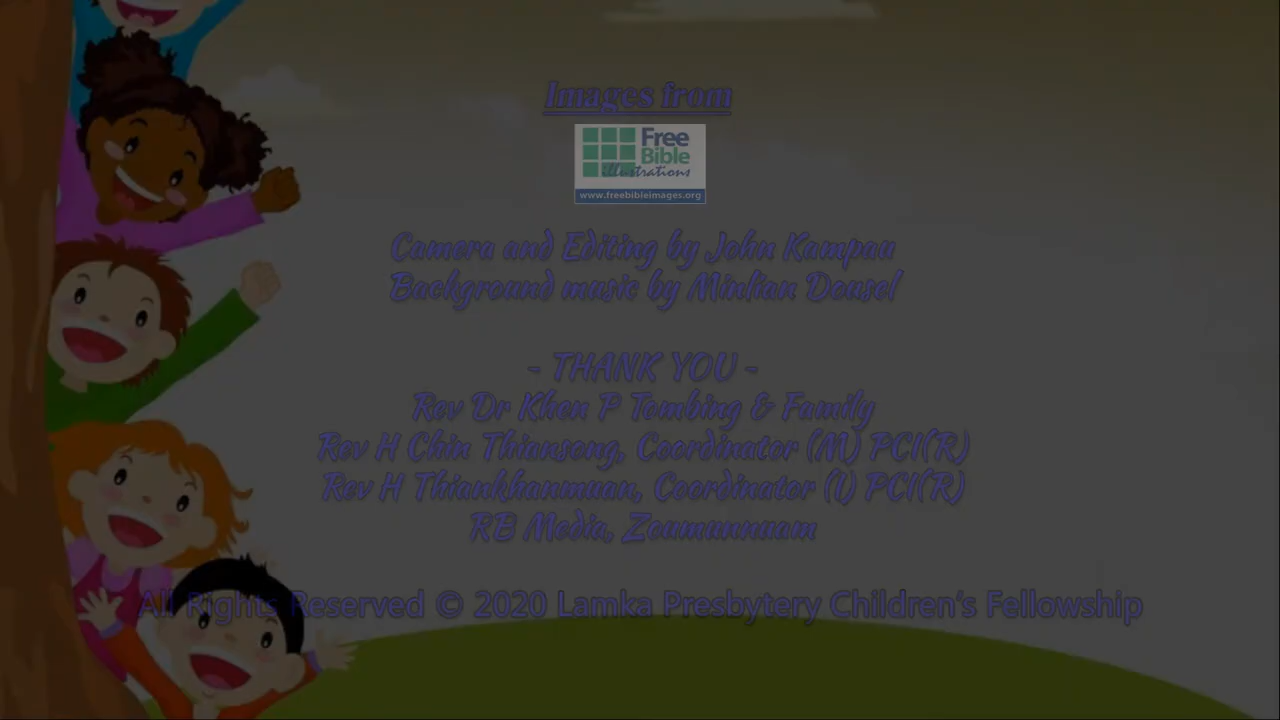 Images from
Free
Bible
illustrations
www.freebibleimages.org
Camera and Editing by John Kampau
Background music by Minlian Dousel
- THANK YOU -
Rev Dr Khen P Tombing & Family
Rev H Chin Thiansong, Coordinator (M) PCI(R)
Rev H Thiankhanmuan, Coordinator (I) PCI(R)
RB Media, Zoumunnuam
All Rights Reserved © 2020 Lamka Presbytery Children's Fellowship